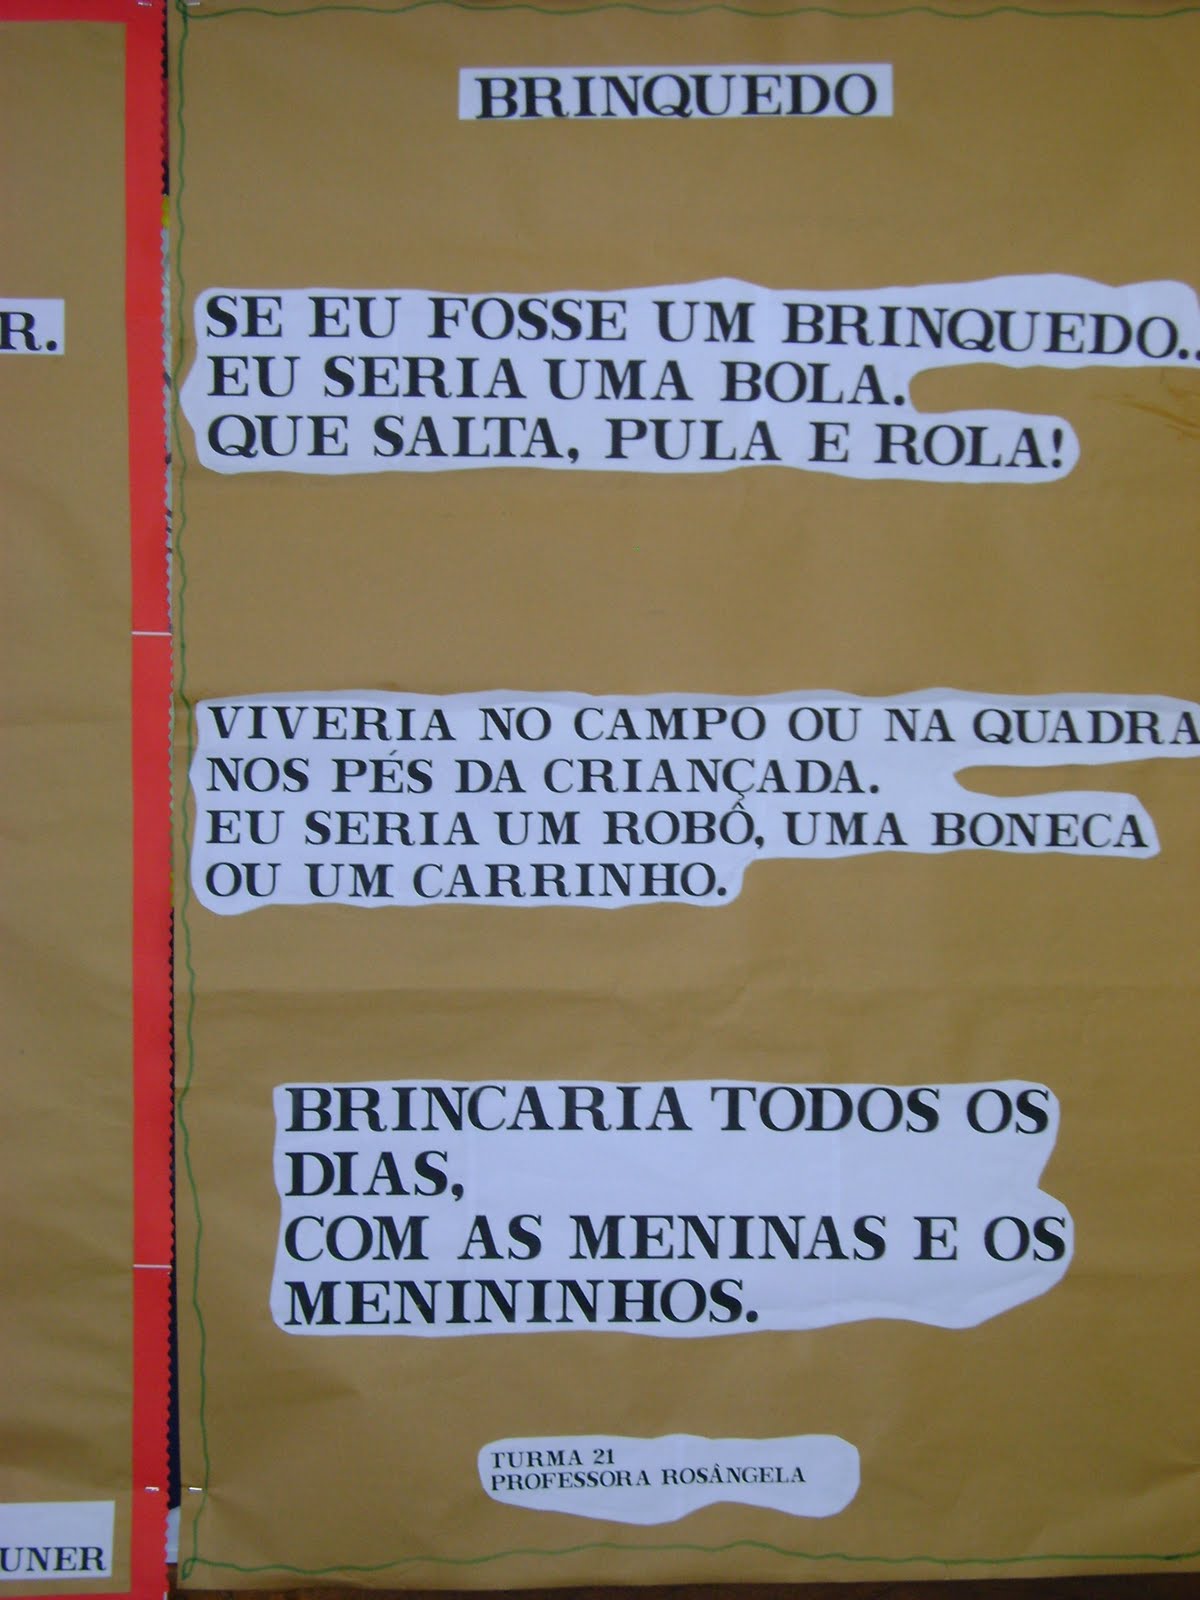 BRINQUEDO
SE EU FOSSE UM BRINQUEDO..
EU SERIA UMA BOLA.
QUE SALTA, PULA E ROLA!
VIVERIA NO CAMPO OU NA QUADRA
NOS PÉS DA CRIANÇADA.
EU SERIA UM ROBÔ, UMA BONECA
OU UM CARRINHO.
BRINCARIA TODOS OS
DIAS,
COM AS MENINAS E OS
MENININHOS.
TURMA 21
PROFESSORA ROSÂNGELA
R.
UNER